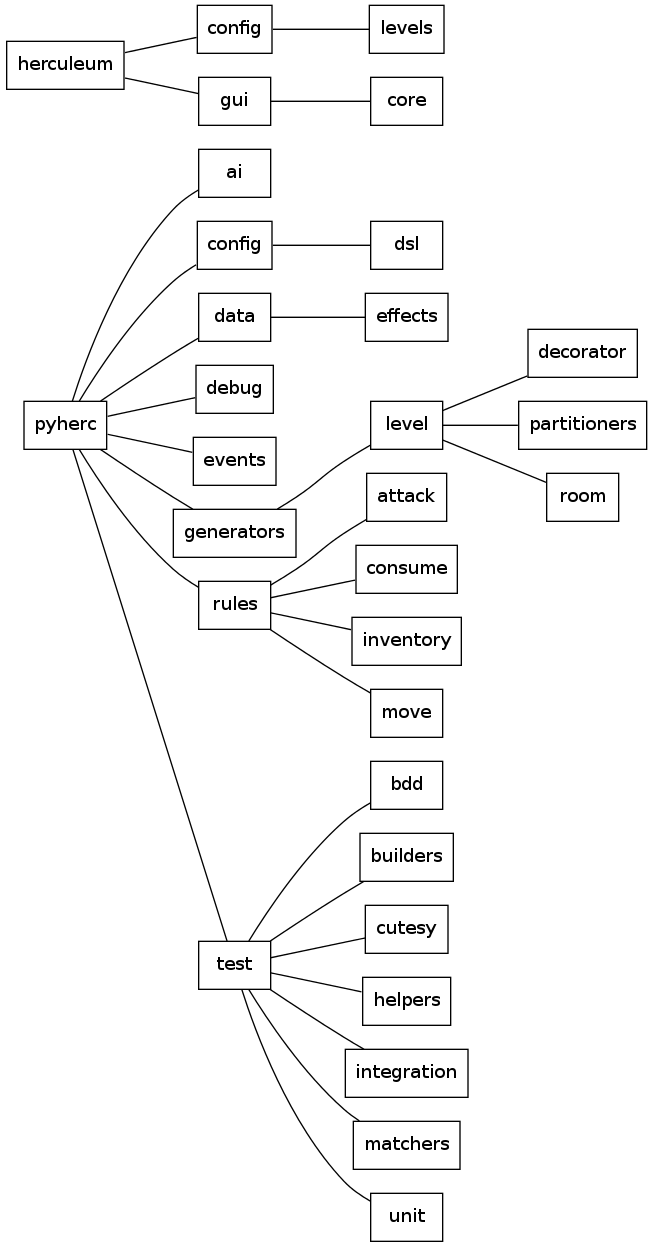 herculeum
config
levels
gui
core
pyherc
ai
config
dsl
data
effects
debug
events
generators
level
decorator
partitioners
room
rules
attack
consume
inventory
move
test
bdd
builders
cutesy
helpers
integration
matchers
unit